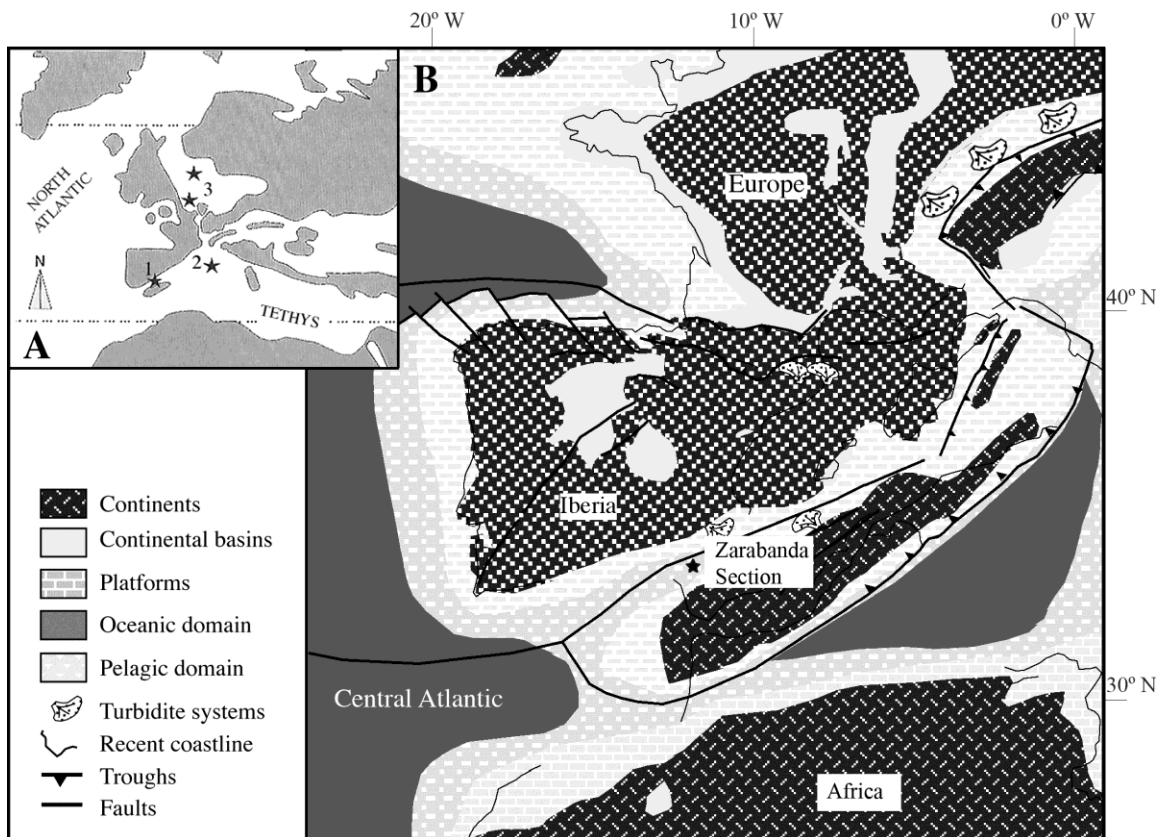 20º W
10º W
0º W
B
NORTH
ATLANTIC
3
N
1
2
TETHYS
A
Europe
40º N
Iberia
Zarabanda
Section
Central Atlantic
30º N
Africa
Continents
Continental basins
Platforms
Oceanic domain
Pelagic domain
Turbidite systems
Recent coastline
Troughs
Faults